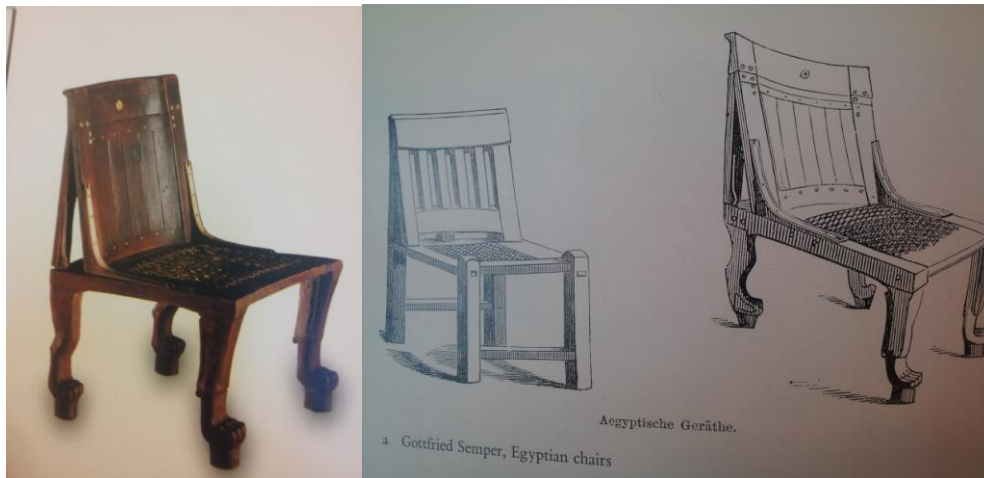 Aegyptische Geräthe.
a Gottfried Semper, Egyptian chairs